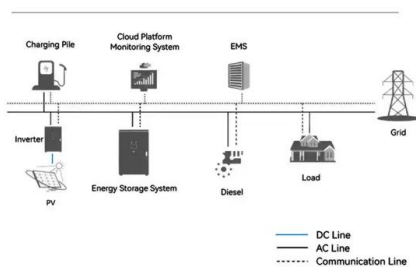 Cloud Platform
Monitoring System
Charging Pile
EMS
Inverter
Grid
PV
Energy Storage System
Diesel
Load
DC Line
AC Line
Communication Line